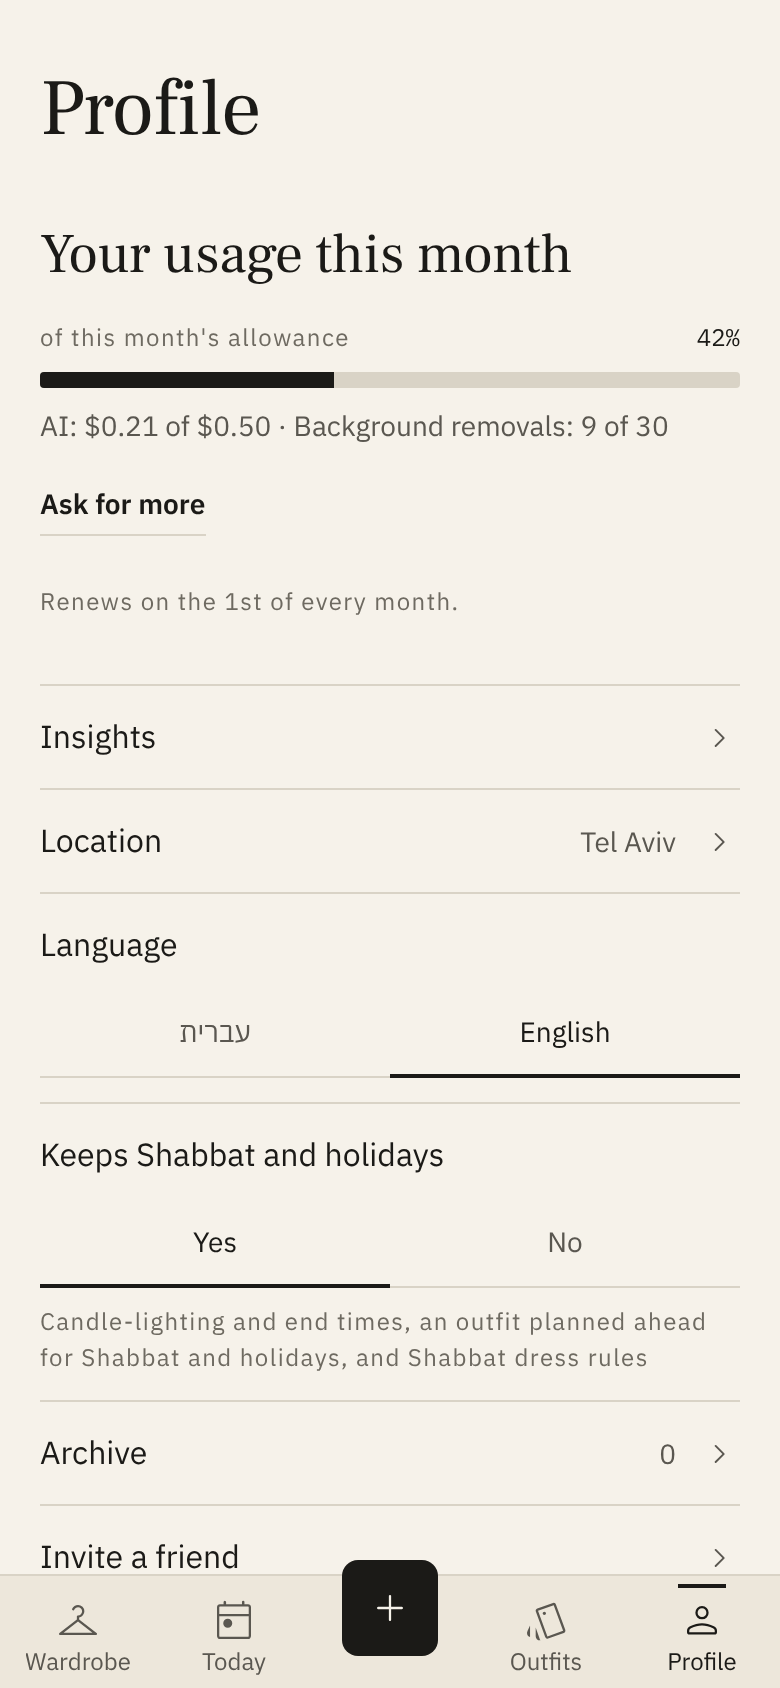 Profile
Your usage this month
of this month's allowance 42%
AI: $0.21 of $0.50 · Background removals: 9 of 30
Ask for more
Renews on the 1st of every month.
Insights
Location Tel Aviv
Language
עברית English
Keeps Shabbat and holidays
Yes No
Candle-lighting and end times, an outfit planned ahead
for Shabbat and holidays, and Shabbat dress rules
Archive 0
Invite a friend
Wardrobe Today Outfits Profile